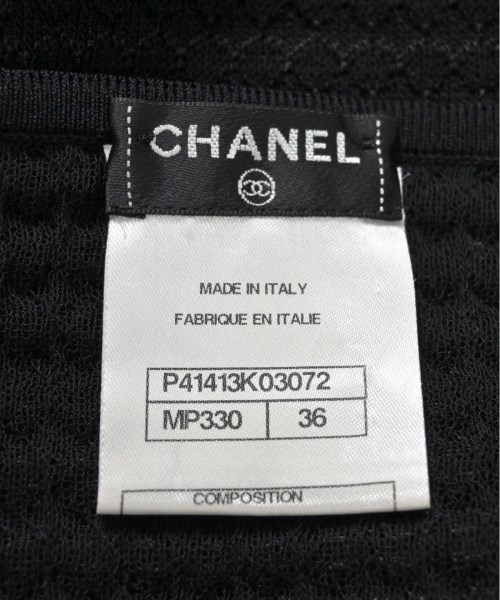 CHANEL
MADE IN ITALY
FABRIQUE EN ITALIE
P41413K03072
MP330 36
COMPOSITION